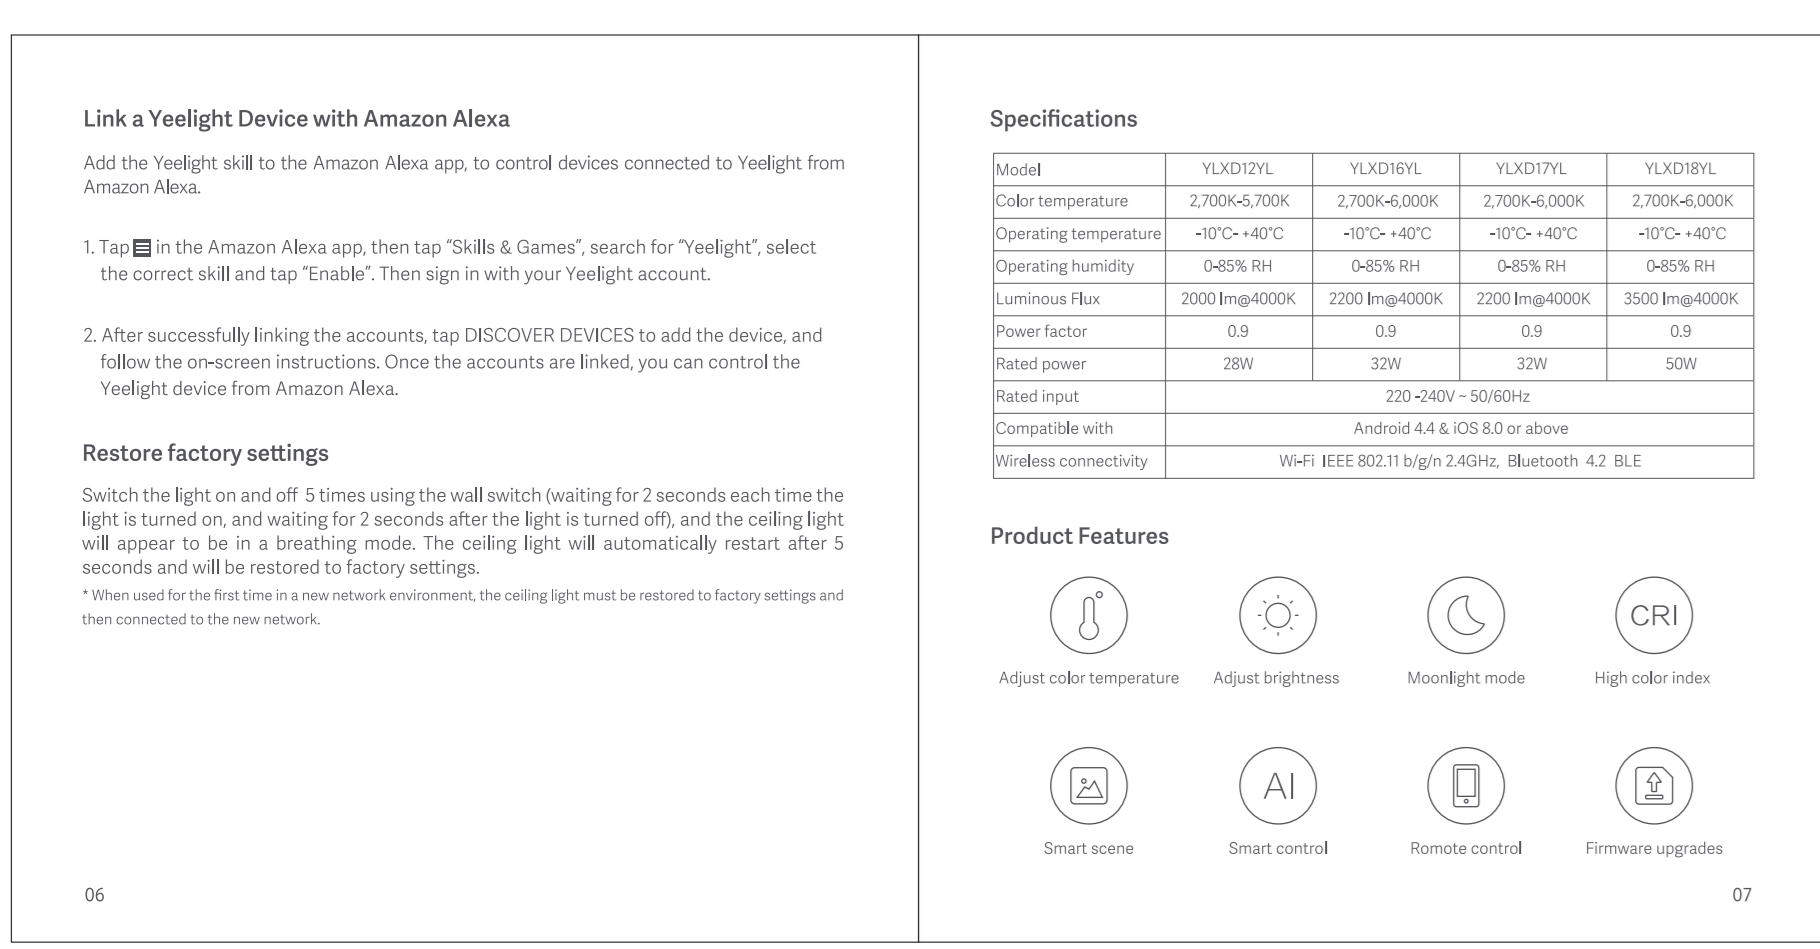 Link a Yeelight Device with Amazon Alexa
Add the Yeelight skill to the Amazon Alexa app, to control devices connected to Yeelight from
Amazon Alexa.
1. Tap in the Amazon Alexa app, then tap “Skills & Games”, search for “Yeelight”, select
the correct skill and tap “Enable”. Then sign in with your Yeelight account.
2. After successfully linking the accounts, tap DISCOVER DEVICES to add the device, and
follow the on-screen instructions. Once the accounts are linked, you can control the
Yeelight device from Amazon Alexa.
Restore factory settings
Switch the light on and off 5 times using the wall switch (waiting for 2 seconds each time the
light is turned on, and waiting for 2 seconds after the light is turned off), and the ceiling light
will appear to be in a breathing mode. The ceiling light will automatically restart after 5
seconds and will be restored to factory settings.
* When used for the first time in a new network environment, the ceiling light must be restored to factory settings and
then connected to the new network.
06
Specifications
Model YLXD12YL YLXD16YL YLXD17YL YLXD18YL
Color temperature 2,700K-5,700K 2,700K-6,000K 2,700K-6,000K 2,700K-6,000K
Operating temperature -10°C- +40°C -10°C- +40°C -10°C- +40°C -10°C- +40°C
Operating humidity 0-85% RH 0-85% RH 0-85% RH 0-85% RH
Luminous Flux 2000 lm@4000K 2200 lm@4000K 2200 lm@4000K 3500 lm@4000K
Power factor 0.9 0.9 0.9 0.9
Rated power 28W 32W 32W 50W
Rated input 220 -240V ~ 50/60Hz
Compatible with Android 4.4 & iOS 8.0 or above
Wireless connectivity Wi-Fi IEEE 802.11 b/g/n 2.4GHz, Bluetooth 4.2 BLE
Product Features
CRI
Adjust color temperature Adjust brightness Moonlight mode High color index
AI
Smart scene Smart control Romote control Firmware upgrades
07